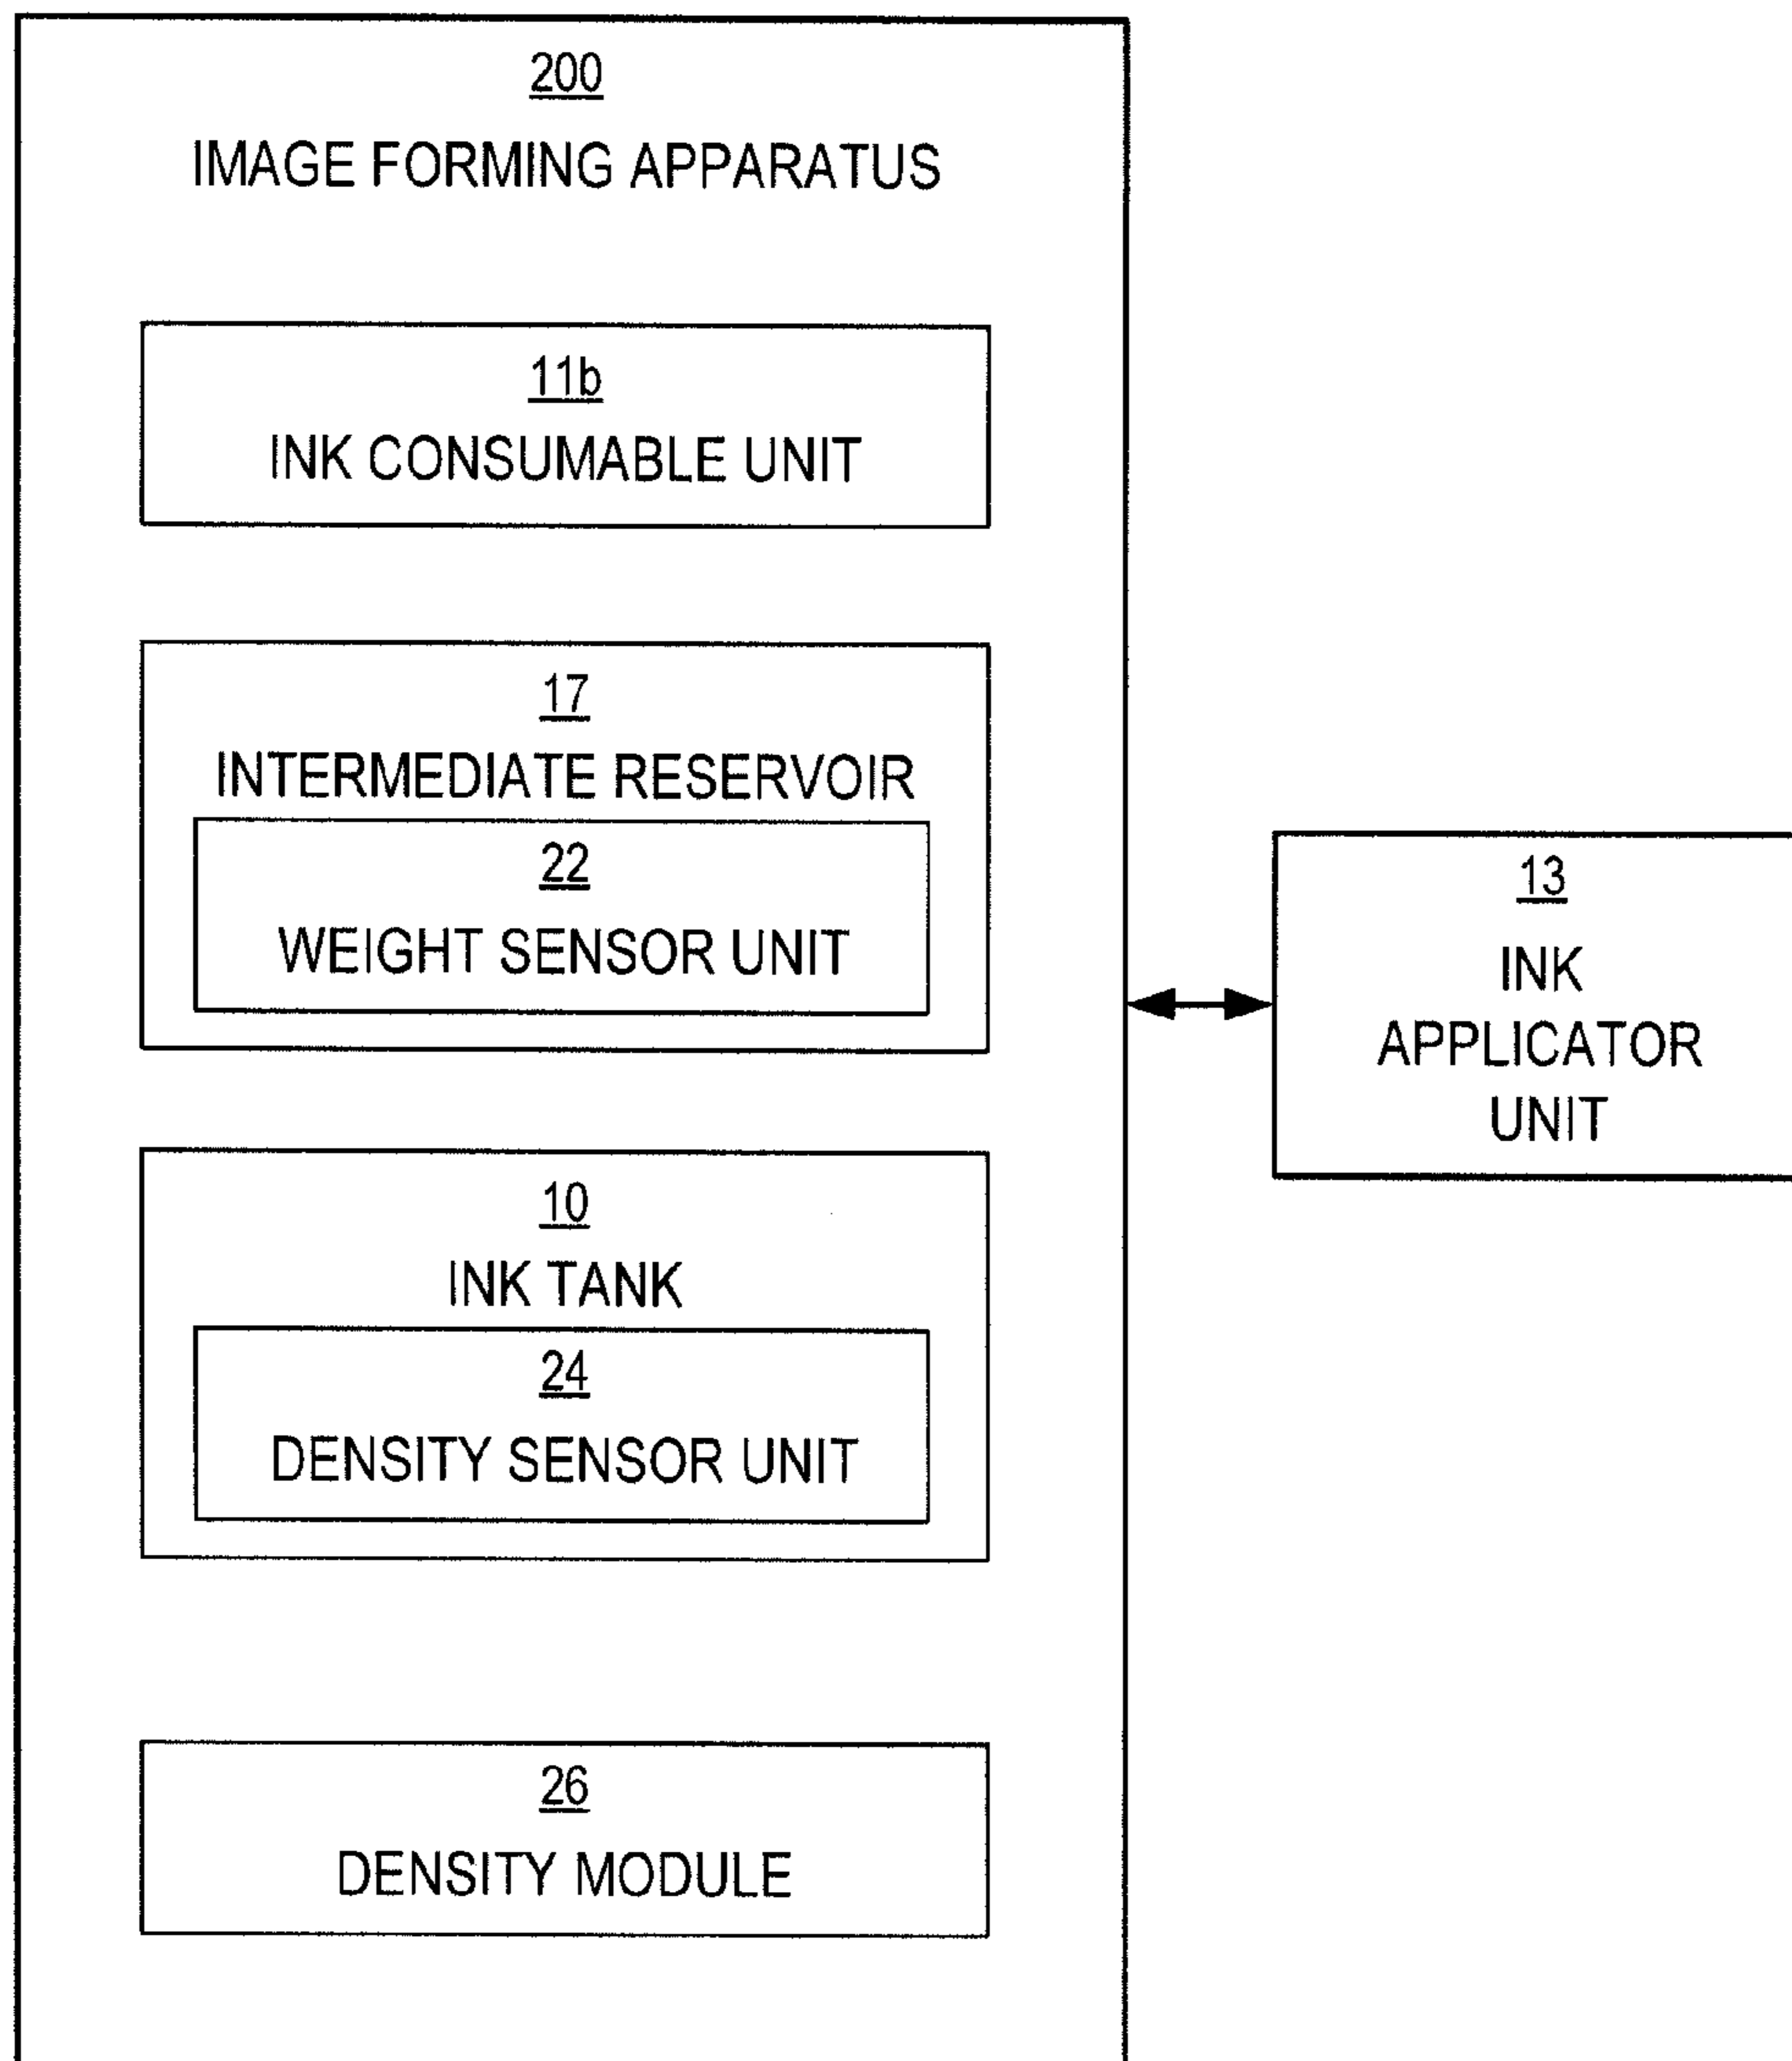 200
IMAGE FORMING APPARATUS
11b
INK CONSUMABLE UNIT
17
INTERMEDIATE RESERVOIR
22
WEIGHT SENSOR UNIT
10
INK TANK
24
DENSITY SENSOR UNIT
26
DENSITY MODULE
13
INK
APPLICATOR
UNIT